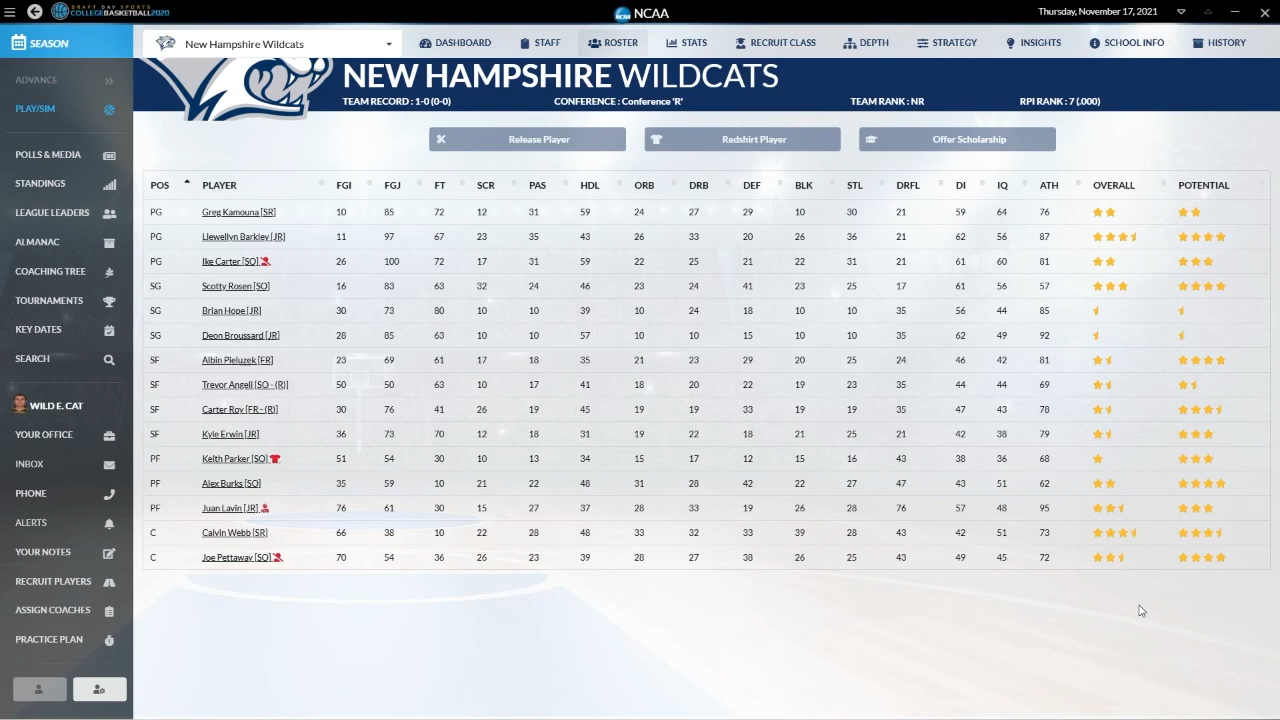 DRAFT DAY SPORTS
COLLEGEBASKETBALL2020
NCAA
Thursday, November 17, 2021
SEASON
New Hampshire Wildcats
DASHBOARD STAFF ROSTER STATS RECRUIT CLASS DEPTH STRATEGY INSIGHTS SCHOOL INFO HISTORY
NEW HAMPSHIRE WILDCATS
TEAM RECORD : 1-0 (0-0) CONFERENCE : Conference 'R' TEAM RANK : NR RPI RANK : 7 (.000)
Release Player Redshirt Player Offer Scholarship
POS PLAYER FGI FGJ FT SCR PAS HDL ORB DRB DEF BLK STL DRFL DI IQ ATH OVERALL POTENTIAL
PG Greg Kamouna [SR] 10 85 72 12 31 59 24 27 29 10 30 21 59 64 76
PG Llewellyn Barkley [JR] 11 97 67 23 35 43 26 33 20 26 36 21 62 56 87
PG Ike Carter [SO] 26 100 72 17 31 59 22 25 21 22 31 21 61 60 81
SG Scotty Rosen [SO] 16 83 63 32 24 46 23 24 41 23 25 17 61 56 57
SG Brian Hope [JR] 30 73 80 10 10 39 10 24 18 10 10 35 56 44 85
SG Deon Broussard [JR] 28 85 63 10 10 57 10 10 15 10 10 35 62 49 92
SF Albin Pieluzek [FR] 23 69 61 17 18 35 21 23 29 20 25 24 46 42 81
SF Trevor Angell [SO - (R)] 50 50 63 10 17 41 18 20 22 19 23 35 44 44 69
SF Carter Roy [FR - (R)] 30 76 41 26 19 45 19 19 33 19 19 35 47 43 78
SF Kyle Erwin [JR] 36 73 70 12 18 31 19 22 18 21 25 21 42 38 79
PF Keith Parker [SO] 51 54 30 10 13 34 15 17 12 15 16 43 38 36 68
PF Alex Burks [SO] 35 59 10 21 22 48 31 28 42 22 27 47 43 51 62
PF Juan Lavin [JR] 76 61 30 15 27 37 28 33 19 26 28 76 57 48 95
C Calvin Webb [SR] 66 38 10 22 28 48 33 32 33 39 28 43 42 51 73
C Joe Pettaway [SO] 70 54 36 26 23 39 28 27 38 26 25 43 49 45 72
ADVANCE
PLAY/SIM
POLLS & MEDIA
STANDINGS
LEAGUE LEADERS
ALMANAC
COACHING TREE
TOURNAMENTS
KEY DATES
SEARCH
WILD E. CAT
YOUR OFFICE
INBOX
PHONE
ALERTS
YOUR NOTES
RECRUIT PLAYERS
ASSIGN COACHES
PRACTICE PLAN